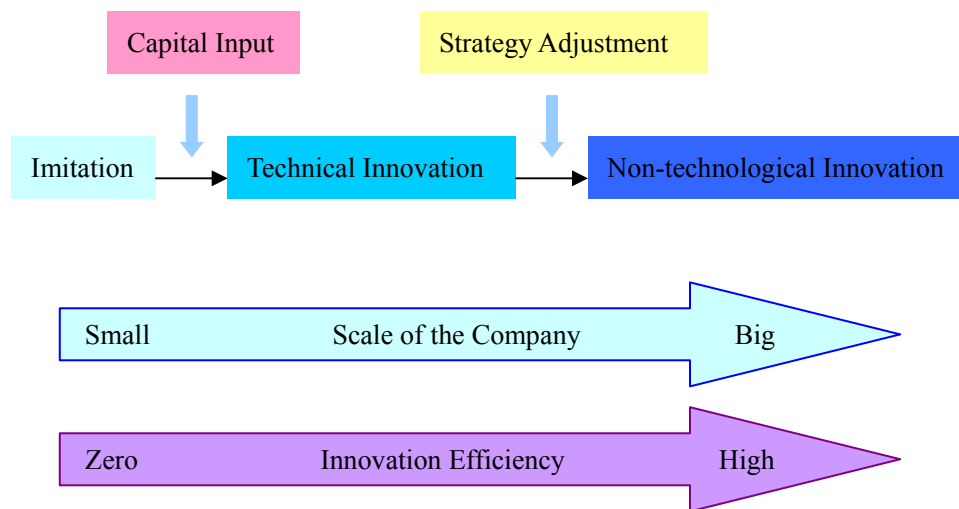 Capital Input
Strategy Adjustment
Imitation
Technical Innovation
Non-technological Innovation
Small
Scale of the Company
Big
Zero
Innovation Efficiency
High